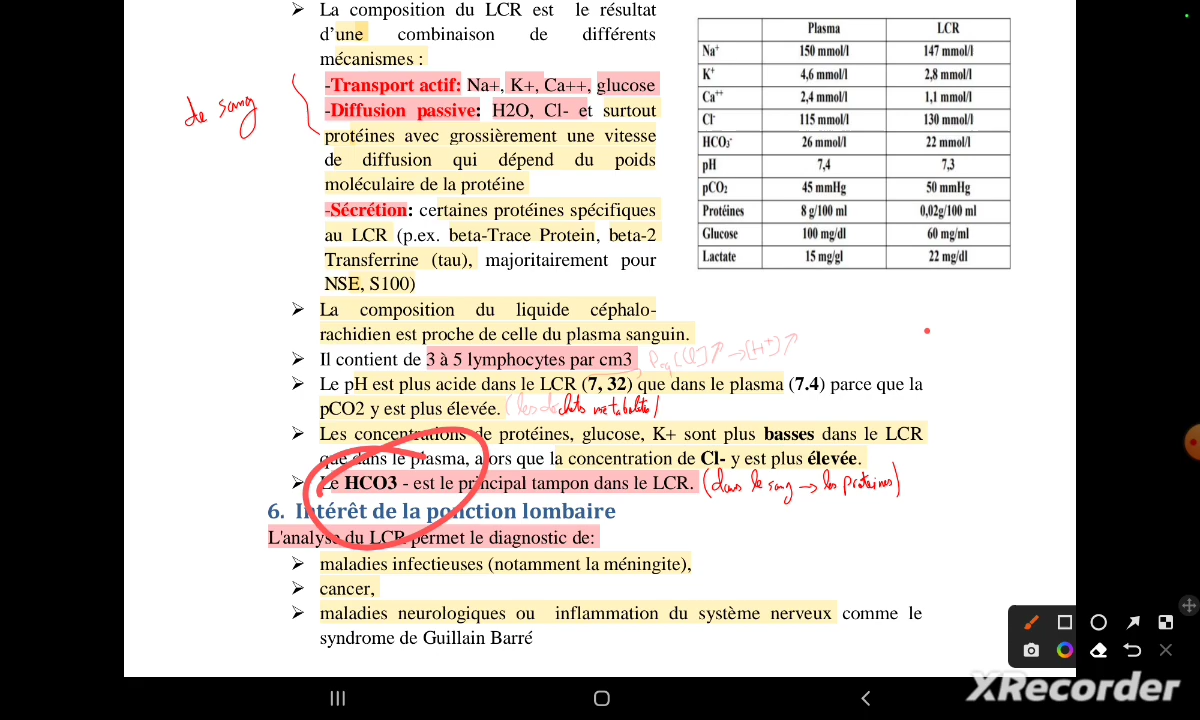 ➢ La composition du LCR est le résultat
d'une combinaison de différents
mécanismes :
-Transport actif: Na+, K+, Ca++, glucose
-Diffusion passive: H2O, Cl- et surtout
protéines avec grossièrement une vitesse
de diffusion qui dépend du poids
moléculaire de la protéine
-Sécrétion: certaines protéines spécifiques
au LCR (p.ex. beta-Trace Protein, beta-2
Transferrine (tau), majoritairement pour
NSE, S100)
de sang
Plasma LCR
Na+ 150 mmol/l 147 mmol/l
K+ 4,6 mmol/l 2,8 mmol/l
Ca++ 2,4 mmol/l 1,1 mmol/l
Cl- 115 mmol/l 130 mmol/l
HCO3- 26 mmol/l 22 mmol/l
pH 7,4 7,3
pCO2 45 mmHg 50 mmHg
Protéines 8 g/100 ml 0,02g/100 ml
Glucose 100 mg/dl 60 mg/ml
Lactate 15 mg/gl 22 mg/dl
➢ La composition du liquide céphalo-
rachidien est proche de celle du plasma sanguin.
➢ Il contient de 3 à 5 lymphocytes par cm3
↗ → [H+] ↗
➢ Le pH est plus acide dans le LCR (7, 32) que dans le plasma (7.4) parce que la
pCO2 y est plus élevée. (les
➢ Les concentrations de protéines, glucose, K+ sont plus basses dans le LCR
que dans le plasma, alors que la concentration de Cl- y est plus élevée.
➢ Le HCO3 - est le principal tampon dans le LCR. (dans le sang → les protéines)
6. Intérêt de la ponction lombaire
L'analyse du LCR permet le diagnostic de:
➢ maladies infectieuses (notamment la méningite),
➢ cancer,
➢ maladies neurologiques ou inflammation du système nerveux comme le
syndrome de Guillain Barré
XRecorder